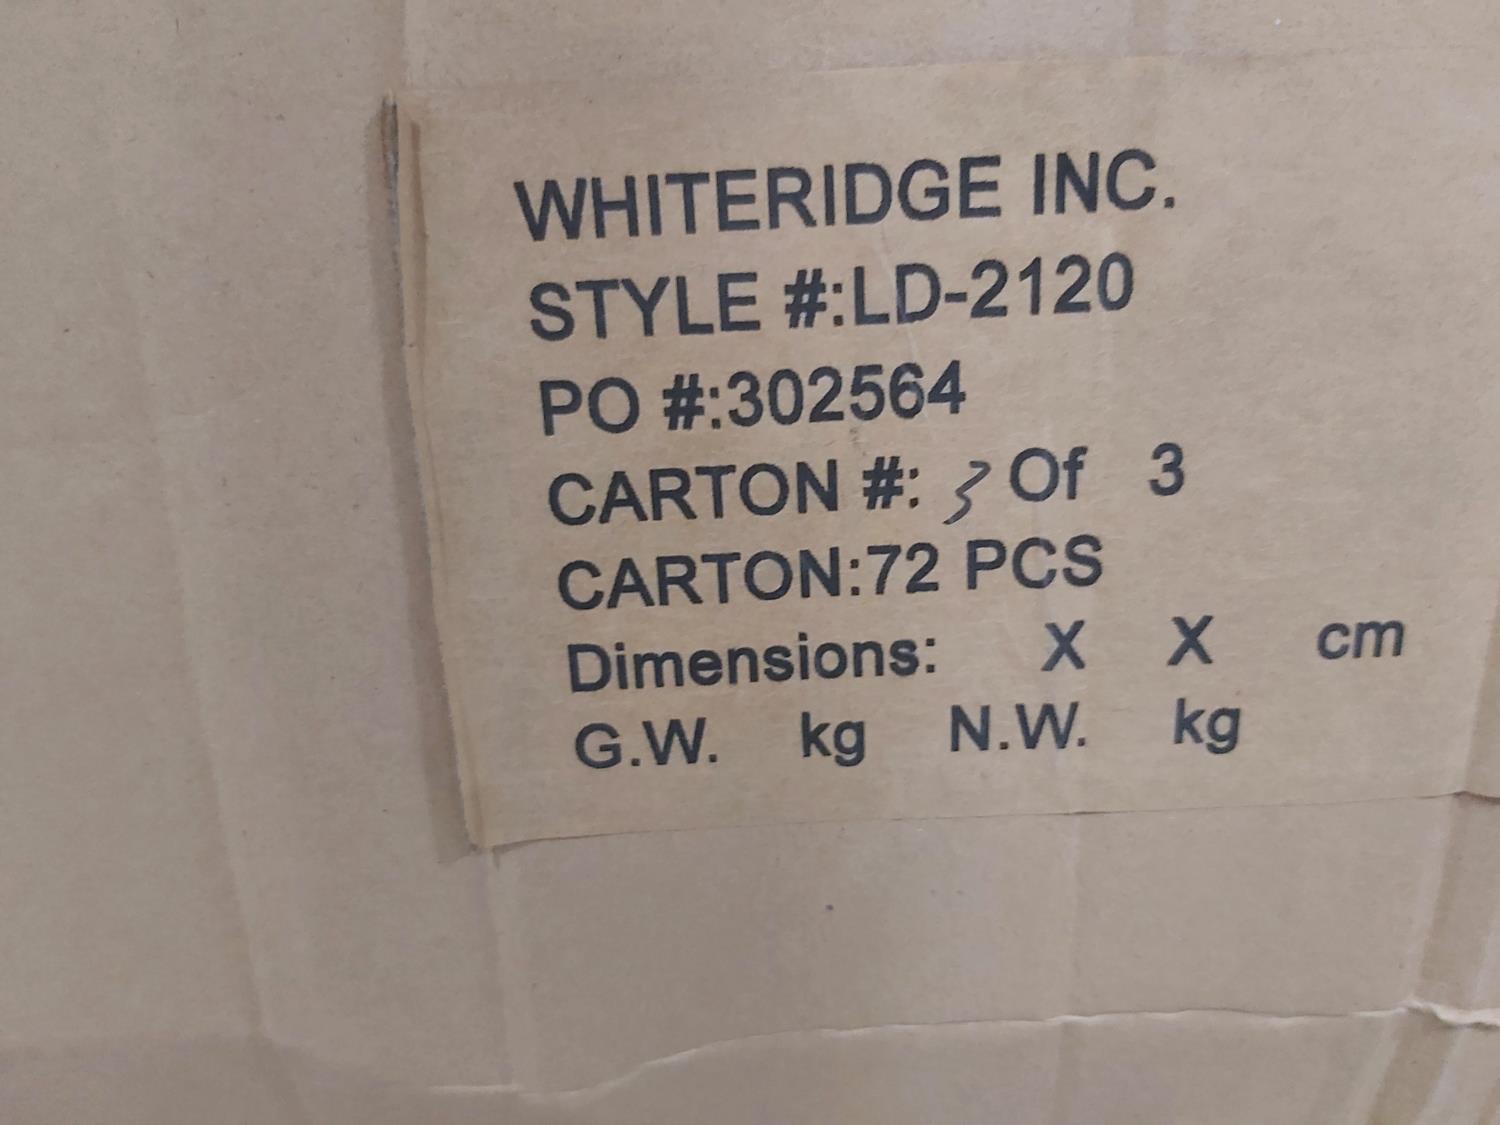 WHITERIDGE INC.
STYLE #:LD-2120
PO #:302564
CARTON #: 3 Of 3
CARTON:72 PCS
Dimensions: X X cm
G.W. kg N.W. kg